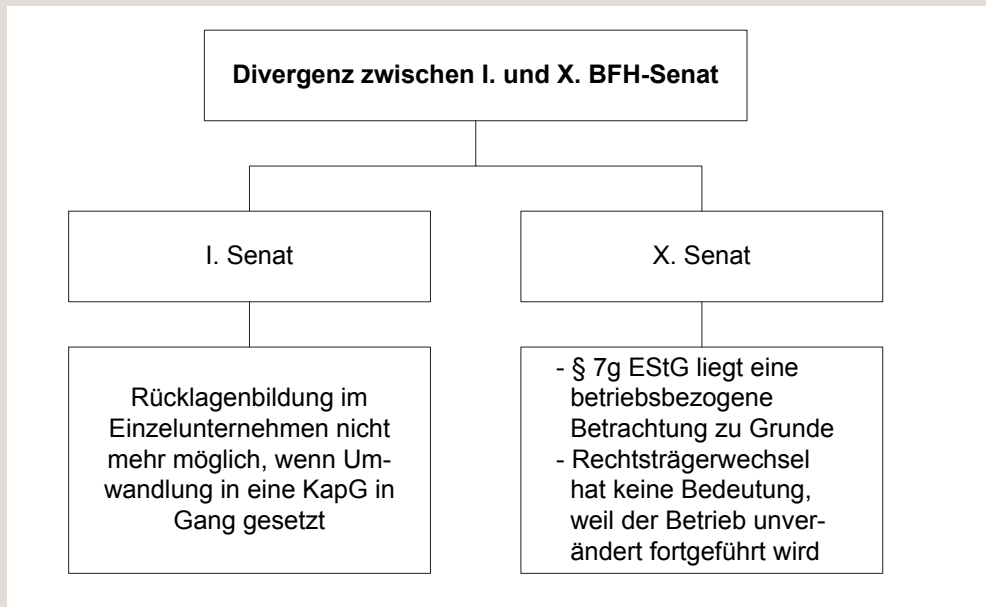 Divergenz zwischen I. und X. BFH-Senat
I. Senat
Rücklagenbildung im
Einzelunternehmen nicht
mehr möglich, wenn Um-
wandlung in eine KapG in
Gang gesetzt
X. Senat
- § 7g EStG liegt eine
betriebsbezogene
Betrachtung zu Grunde
- Rechtsträgerwechsel
hat keine Bedeutung,
weil der Betrieb unver-
ändert fortgeführt wird